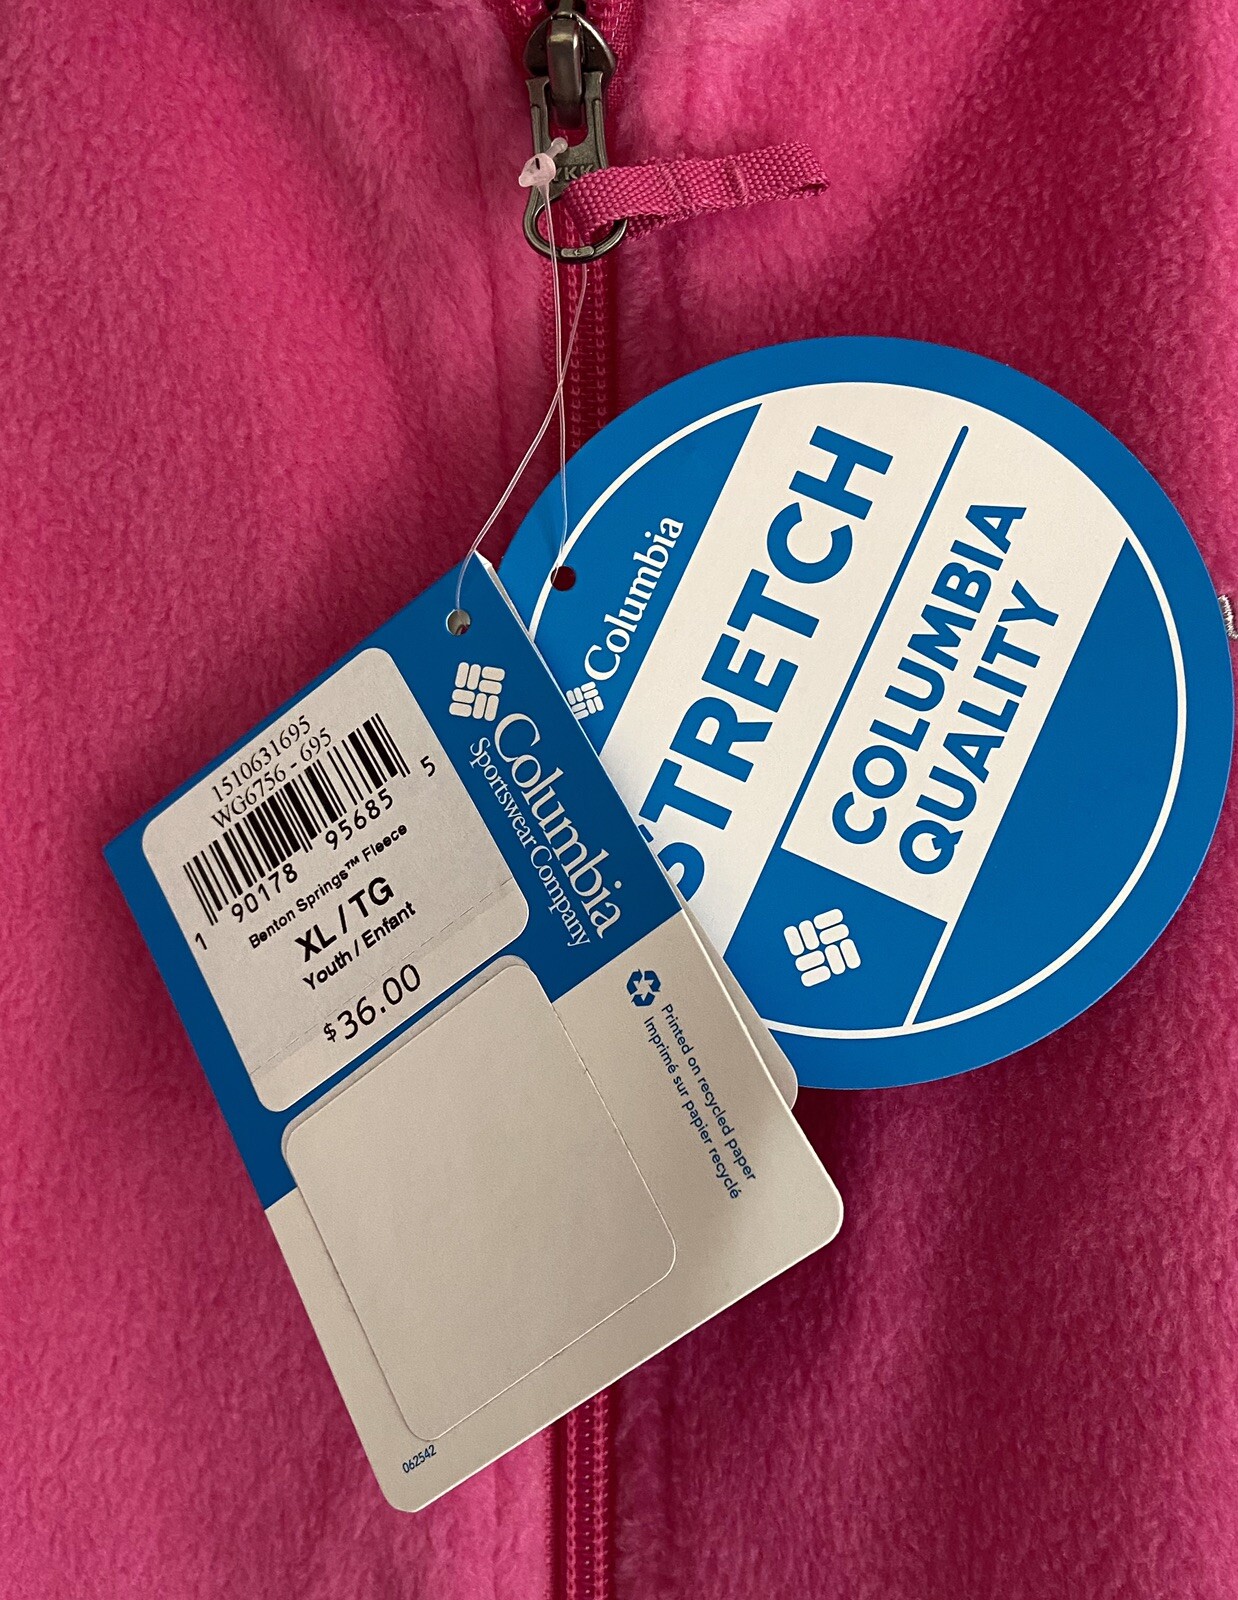 YKK
Columbia
STRETCH
COLUMBIA
QUALITY
Columbia
Sportswear Company
1510631695
WG6756 - 695
1 90178 95685 5
Benton Springs™ Fleece
XL / TG
Youth / Enfant
$36.00
Printed on recycled paper
Imprimé sur papier recyclé
062542